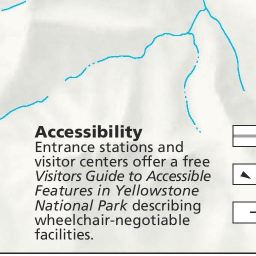 Accessibility
Entrance stations and
visitor centers offer a free
Visitors Guide to Accessible
Features in Yellowstone
National Park describing
wheelchair-negotiable
facilities.